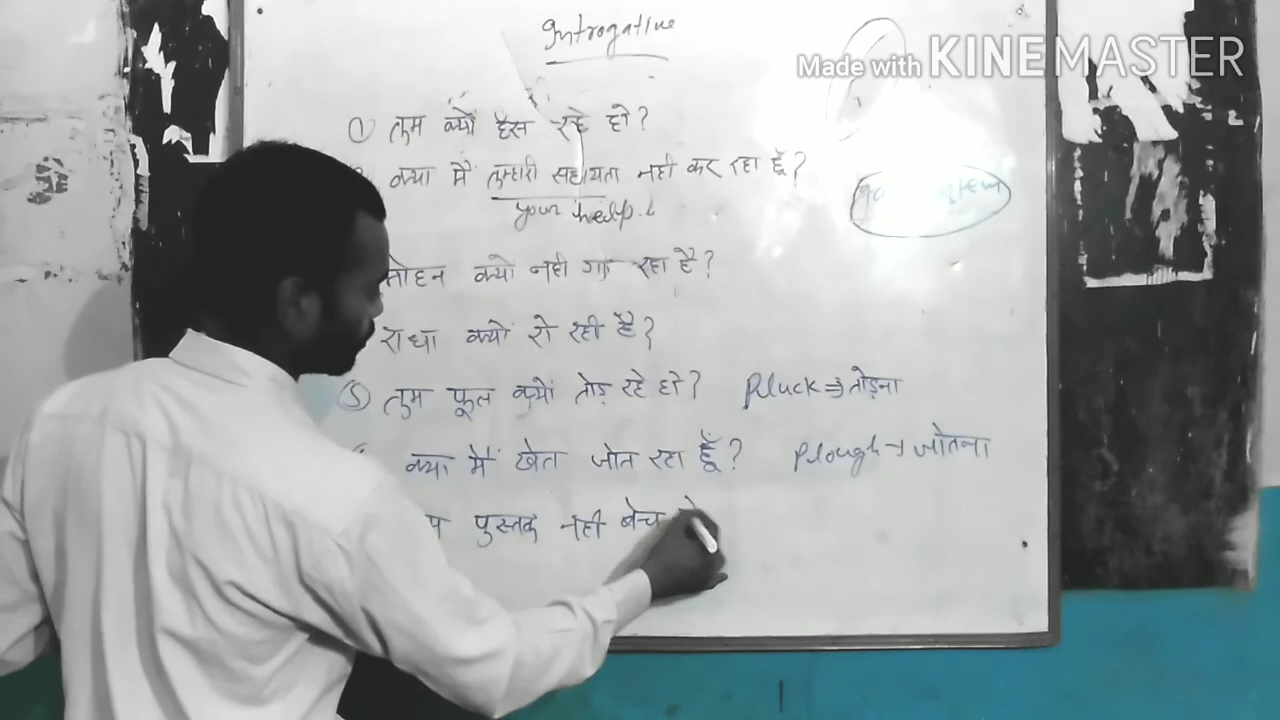 Introgative
Made with KINEMASTER
① तुम क्यों हँस रहे हो?
क्या मैं तुम्हारी सहायता नही कर रहा हूँ?
your help.
मोहन क्यों नही गा रहा है?
राधा क्यों रो रही है?
⑤ तुम फूल क्यों तोड़ रहे हो? Pluck ⇒ तोड़ना
क्या मैं खेत जोत रहा हूँ? Plough → जोतना
पुस्तक नही बेच